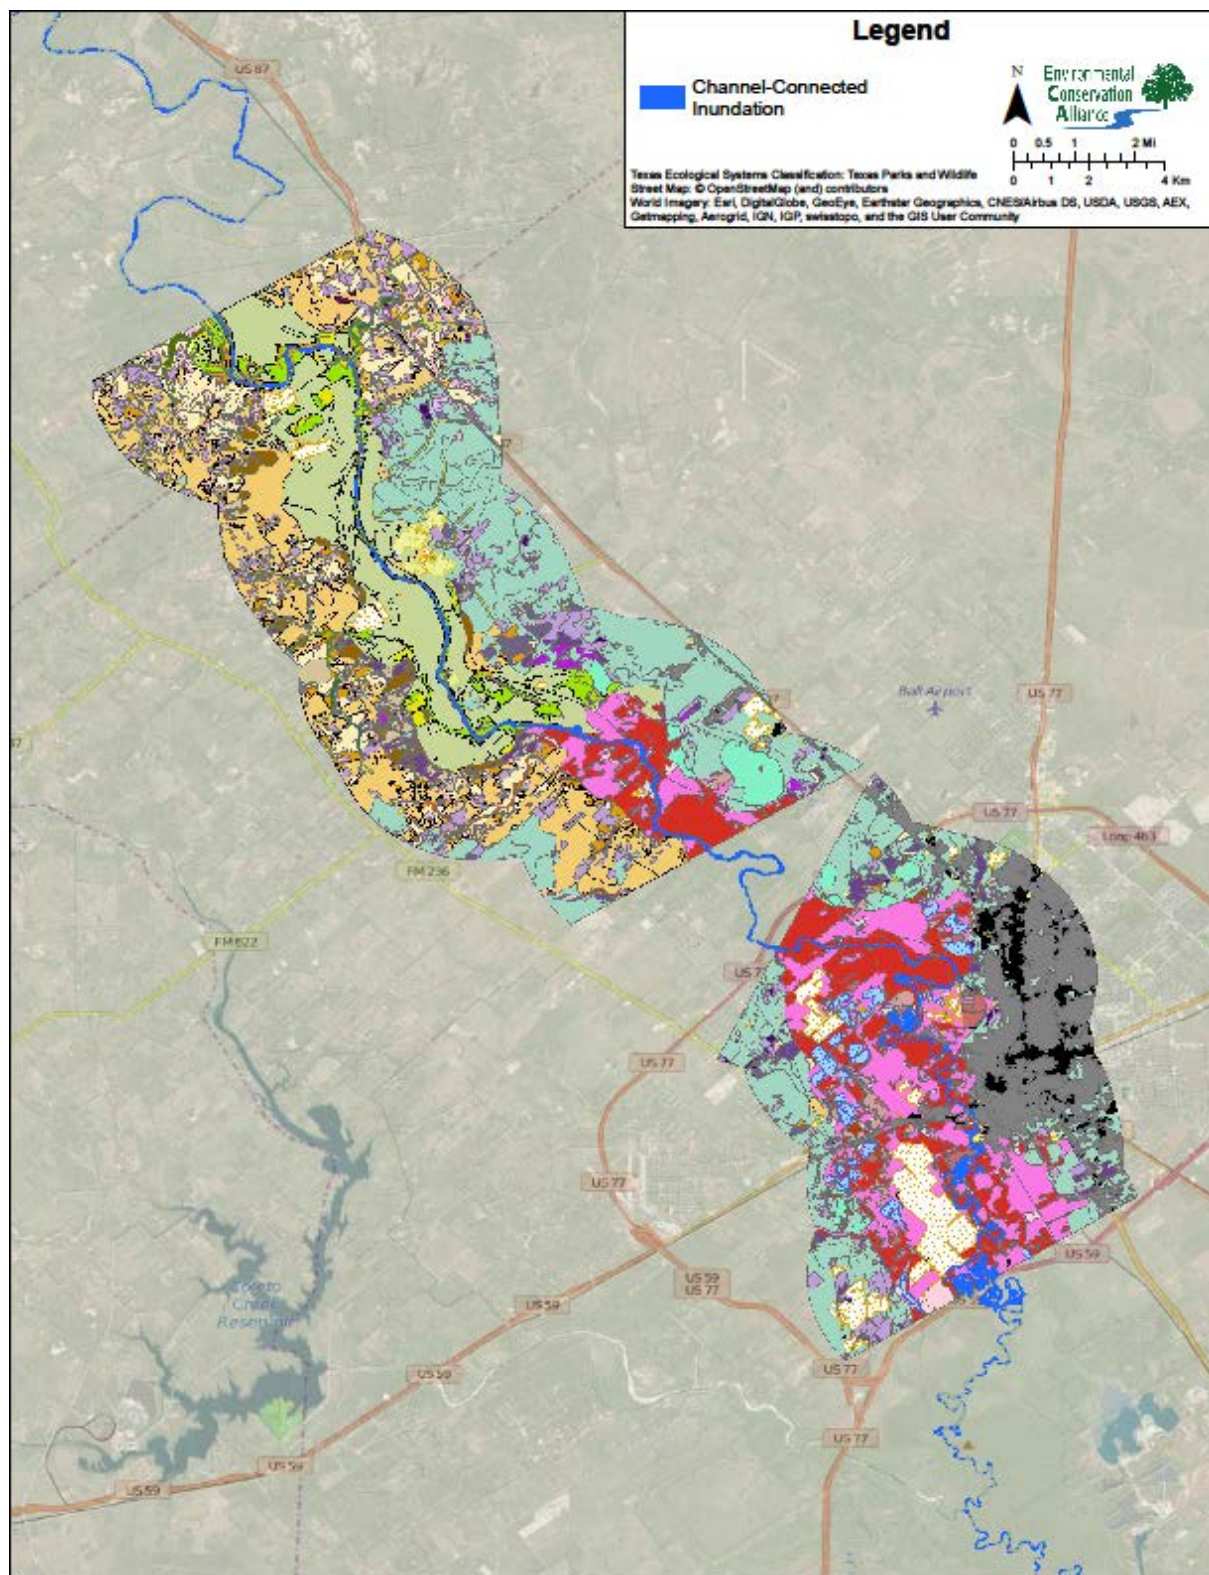 Legend
Channel-Connected
Inundation
N
Environmental
Conservation
Alliance
0 0.5 1 2 Mi
0 1 2 4 Km
Texas Ecological Systems Classification: Texas Parks and Wildlife
Street Map: © OpenStreetMap (and) contributors
World Imagery: Esri, DigitalGlobe, GeoEye, Earthstar Geographics, CNES/Airbus DS, USDA, USGS, AEX,
Getmapping, Aerogrid, IGN, IGP, swisstopo, and the GIS User Community
US 87
Ball Airport
US 77
US 77
Loop 463
FM 236
FM 622
US 77
US 77
US 59
US 59
US 77
US 59
Coleto
Creek
Reservoir
US 59
US 77
US 77
US 59
US 59